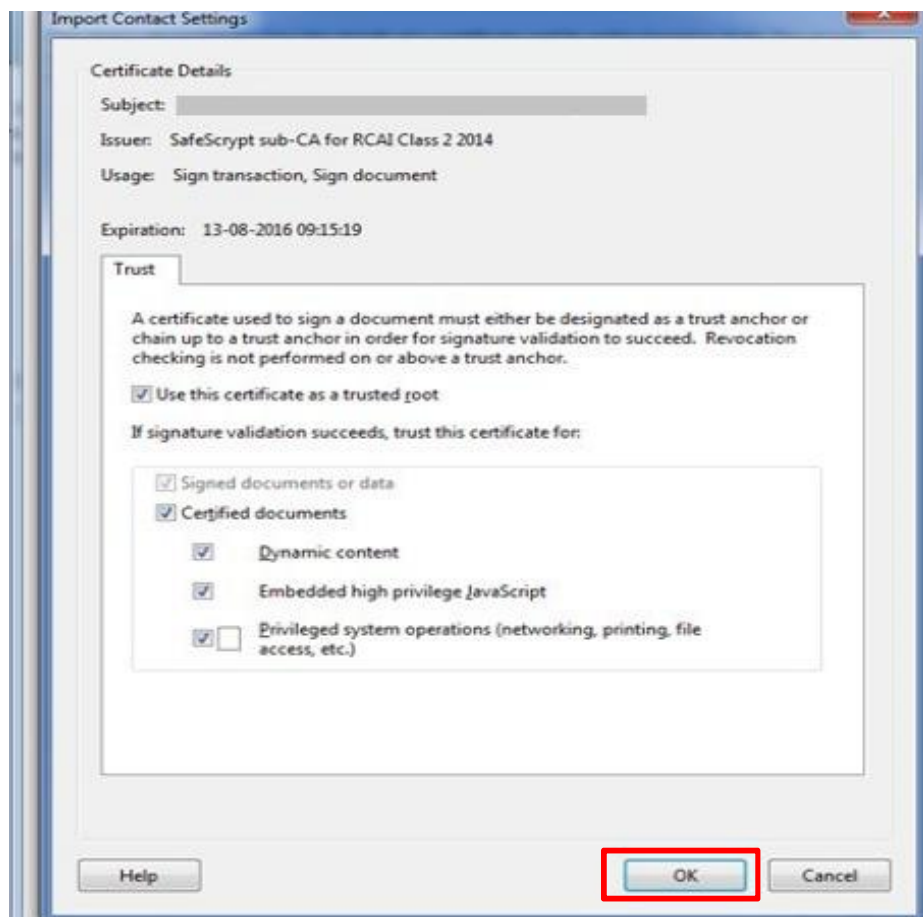 Import Contact Settings
Certificate Details
Subject:
Issuer: SafeScrypt sub-CA for RCAI Class 2 2014
Usage: Sign transaction, Sign document
Expiration: 13-08-2016 09:15:19
Trust
A certificate used to sign a document must either be designated as a trust anchor or
chain up to a trust anchor in order for signature validation to succeed. Revocation
checking is not performed on or above a trust anchor.
Use this certificate as a trusted root
If signature validation succeeds, trust this certificate for:
Signed documents or data
Certified documents
Dynamic content
Embedded high privilege JavaScript
Privileged system operations (networking, printing, file
access, etc.)
Help OK Cancel